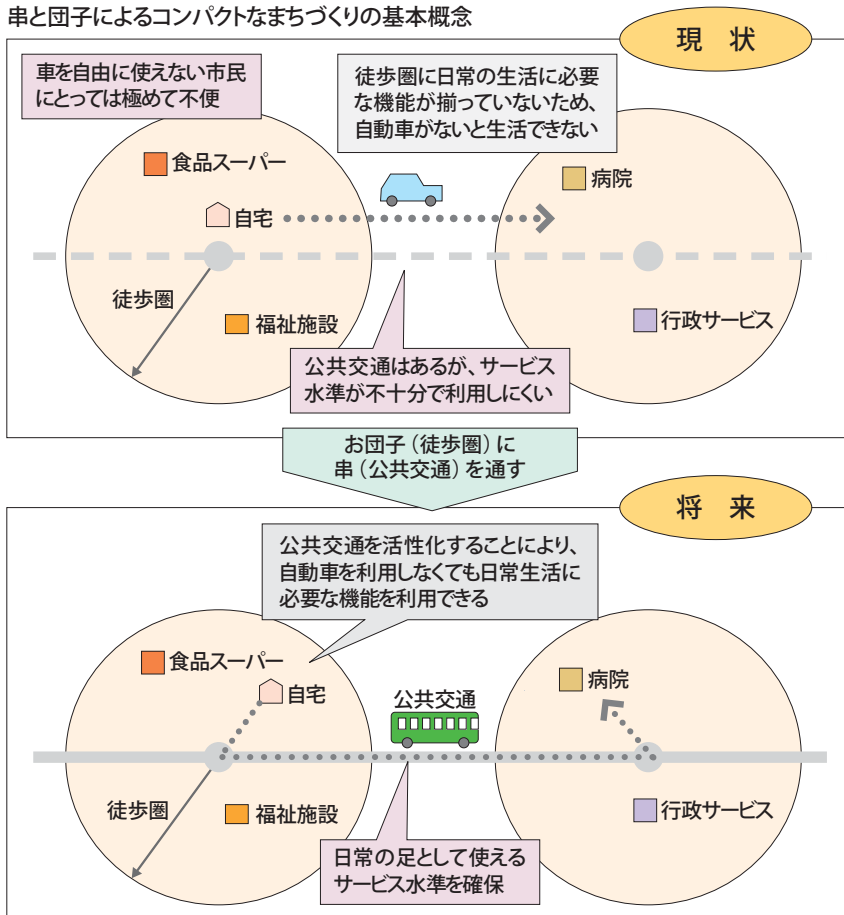 串と団子によるコンパクトなまちづくりの基本概念
現状
車を自由に使えない市民
にとっては極めて不便
徒歩圏に日常の生活に必要
な機能が揃っていないため、
自動車がないと生活できない
食品スーパー
病院
自宅
徒歩圏
福祉施設
行政サービス
公共交通はあるが、サービス
水準が不十分で利用しにくい
お団子（徒歩圏）に
串（公共交通）を通す
将来
公共交通を活性化することにより、
自動車を利用しなくても日常生活に
必要な機能を利用できる
食品スーパー
病院
自宅
公共交通
徒歩圏
福祉施設
行政サービス
日常の足として使える
サービス水準を確保